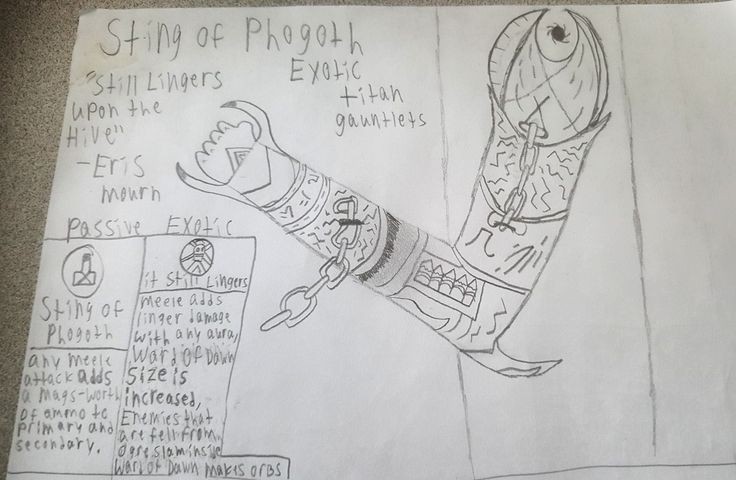 Sting of Phogoth
"Still Lingers
upon the
Hive"
-Eris
mourn
Exotic
titan
gauntlets
Passive Exotic
Sting of
Phogoth
any meele
attack adds
a mags-worth
of ammo to
primary and
secondary.
it Still Lingers
meele adds
linger damage
with any aura,
Ward of Dawn
Size is
increased,
Enemies that
are fell from
Ogre slam inside
Ward of Dawn makes orbs